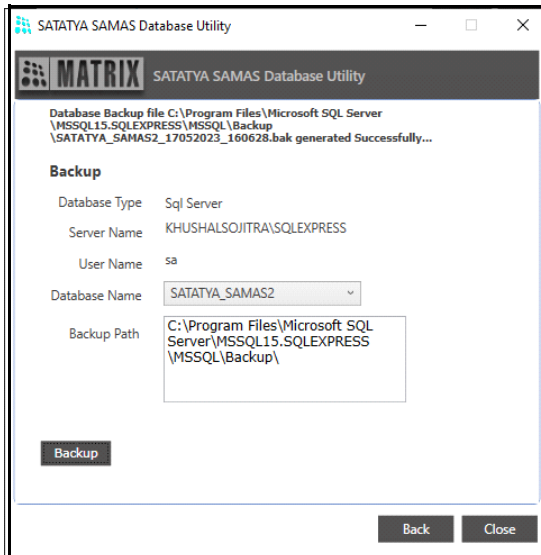 SATATYA SAMAS Database Utility
MATRIX SATATYA SAMAS Database Utility
Database Backup file C:\Program Files\Microsoft SQL Server
\MSSQL15.SQLEXPRESS\MSSQL\Backup
\SATATYA_SAMAS2_17052023_160628.bak generated Successfully...
Backup
Database Type Sql Server
Server Name KHUSHALSOJITRA\SQLEXPRESS
User Name sa
Database Name SATATYA_SAMAS2
Backup Path C:\Program Files\Microsoft SQL
Server\MSSQL15.SQLEXPRESS
\MSSQL\Backup\
Backup
Back Close